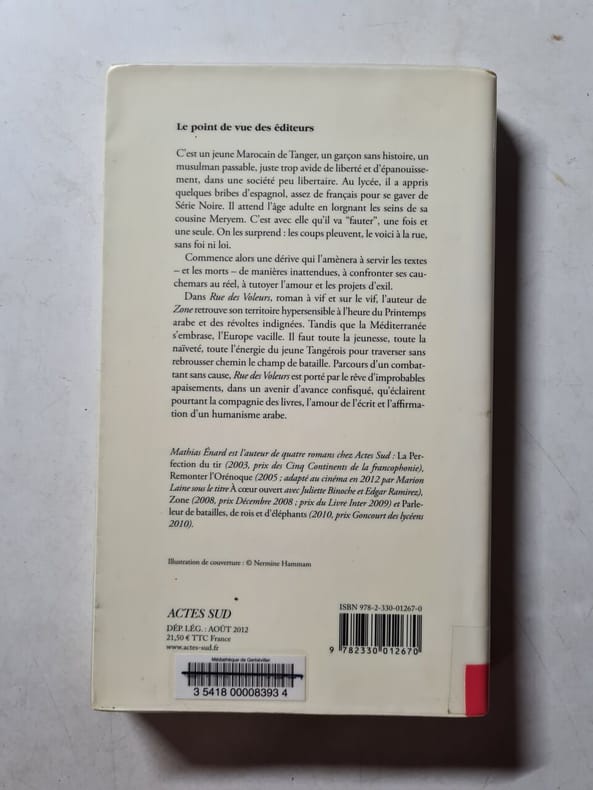 Le point de vue des éditeurs
C'est un jeune Marocain de Tanger, un garçon sans histoire, un
musulman passable, juste trop avide de liberté et d'épanouisse-
ment, dans une société peu libertaire. Au lycée, il a appris
quelques bribes d'espagnol, assez de français pour se gaver de
Série Noire. Il attend l'âge adulte en lorgnant les seins de sa
cousine Meryem. C'est avec elle qu'il va "fauter", une fois et
une seule. On les surprend : les coups pleuvent, le voici à la rue,
sans foi ni loi.
Commence alors une dérive qui l'amènera à servir les textes
– et les morts – de manières inattendues, à confronter ses cau-
chemars au réel, à tutoyer l'amour et les projets d'exil.
Dans Rue des Voleurs, roman à vif et sur le vif, l'auteur de
Zone retrouve son territoire hypersensible à l'heure du Printemps
arabe et des révoltes indignées. Tandis que la Méditerranée
s'embrase, l'Europe vacille. Il faut toute la jeunesse, toute la
naïveté, toute l'énergie du jeune Tangérois pour traverser sans
rebrousser chemin le champ de bataille. Parcours d'un combat-
tant sans cause, Rue des Voleurs est porté par le rêve d'improbables
apaisements, dans un avenir d'avance confisqué, qu'éclairent
pourtant la compagnie des livres, l'amour de l'écrit et l'affirma-
tion d'un humanisme arabe.
Mathias Énard est l'auteur de quatre romans chez Actes Sud : La Per-
fection du tir (2003, prix des Cinq Continents de la francophonie),
Remonter l'Orénoque (2005 ; adapté au cinéma en 2012 par Marion
Laine sous le titre À cœur ouvert avec Juliette Binoche et Edgar Ramirez),
Zone (2008, prix Décembre 2008 ; prix du Livre Inter 2009) et Parle-
leur de batailles, de rois et d'éléphants (2010, prix Goncourt des lycéens
2010).
Illustration de couverture : © Nermine Hammam
ACTES SUD
DÉP. LÉG. : AOÛT 2012
21,50 € TTC France
www.actes-sud.fr
ISBN 978-2-330-01267-0
9 782330 012670
Médiathèque de Gerbéviller
3 5418 00008393 4